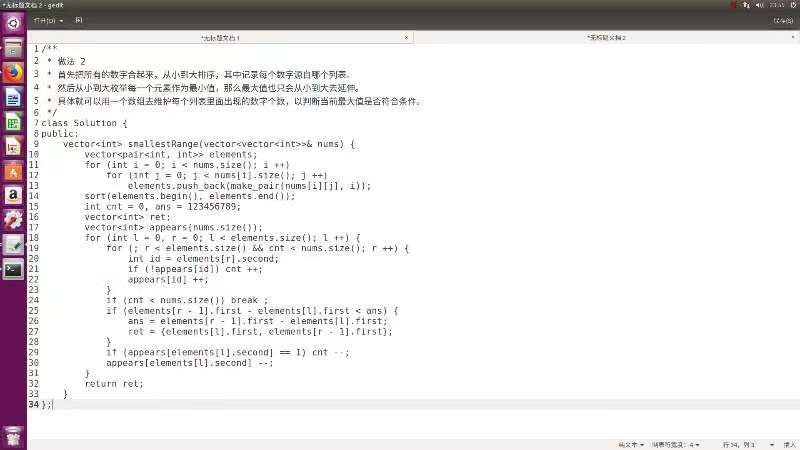 *无标题文档 2 - gedit
23:55
打开(O)
保存(S)
*无标题文档 1
*无标题文档 2
1 /**
2 * 做法 2
3 * 首先把所有的数字合起来，从小到大排序，其中记录每个数字源自哪个列表.
4 * 然后从小到大枚举每一个元素作为最小值，那么最大值也只会从小到大去延伸。
5 * 具体就可以用一个数组去维护每个列表里面出现的数字个数，以判断当前最大值是否符合条件。
6 */
7 class Solution {
8 public:
9 vector<int> smallestRange(vector<vector<int>>& nums) {
10 vector<pair<int, int>> elements;
11 for (int i = 0; i < nums.size(); i ++)
12 for (int j = 0; j < nums[i].size(); j ++)
13 elements.push_back(make_pair(nums[i][j], i));
14 sort(elements.begin(), elements.end());
15 int cnt = 0, ans = 123456789;
16 vector<int> ret;
17 vector<int> appears(nums.size());
18 for (int l = 0, r = 0; l < elements.size(); l ++) {
19 for (; r < elements.size() && cnt < nums.size(); r ++) {
20 int id = elements[r].second;
21 if (!appears[id]) cnt ++;
22 appears[id] ++;
23 }
24 if (cnt < nums.size()) break ;
25 if (elements[r - 1].first - elements[l].first < ans) {
26 ans = elements[r - 1].first - elements[l].first;
27 ret = {elements[l].first, elements[r - 1].first};
28 }
29 if (appears[elements[l].second] == 1) cnt --;
30 appears[elements[l].second] --;
31 }
32 return ret;
33 }
34 };
纯文本 制表符宽度：4 行 34，列 3 插入